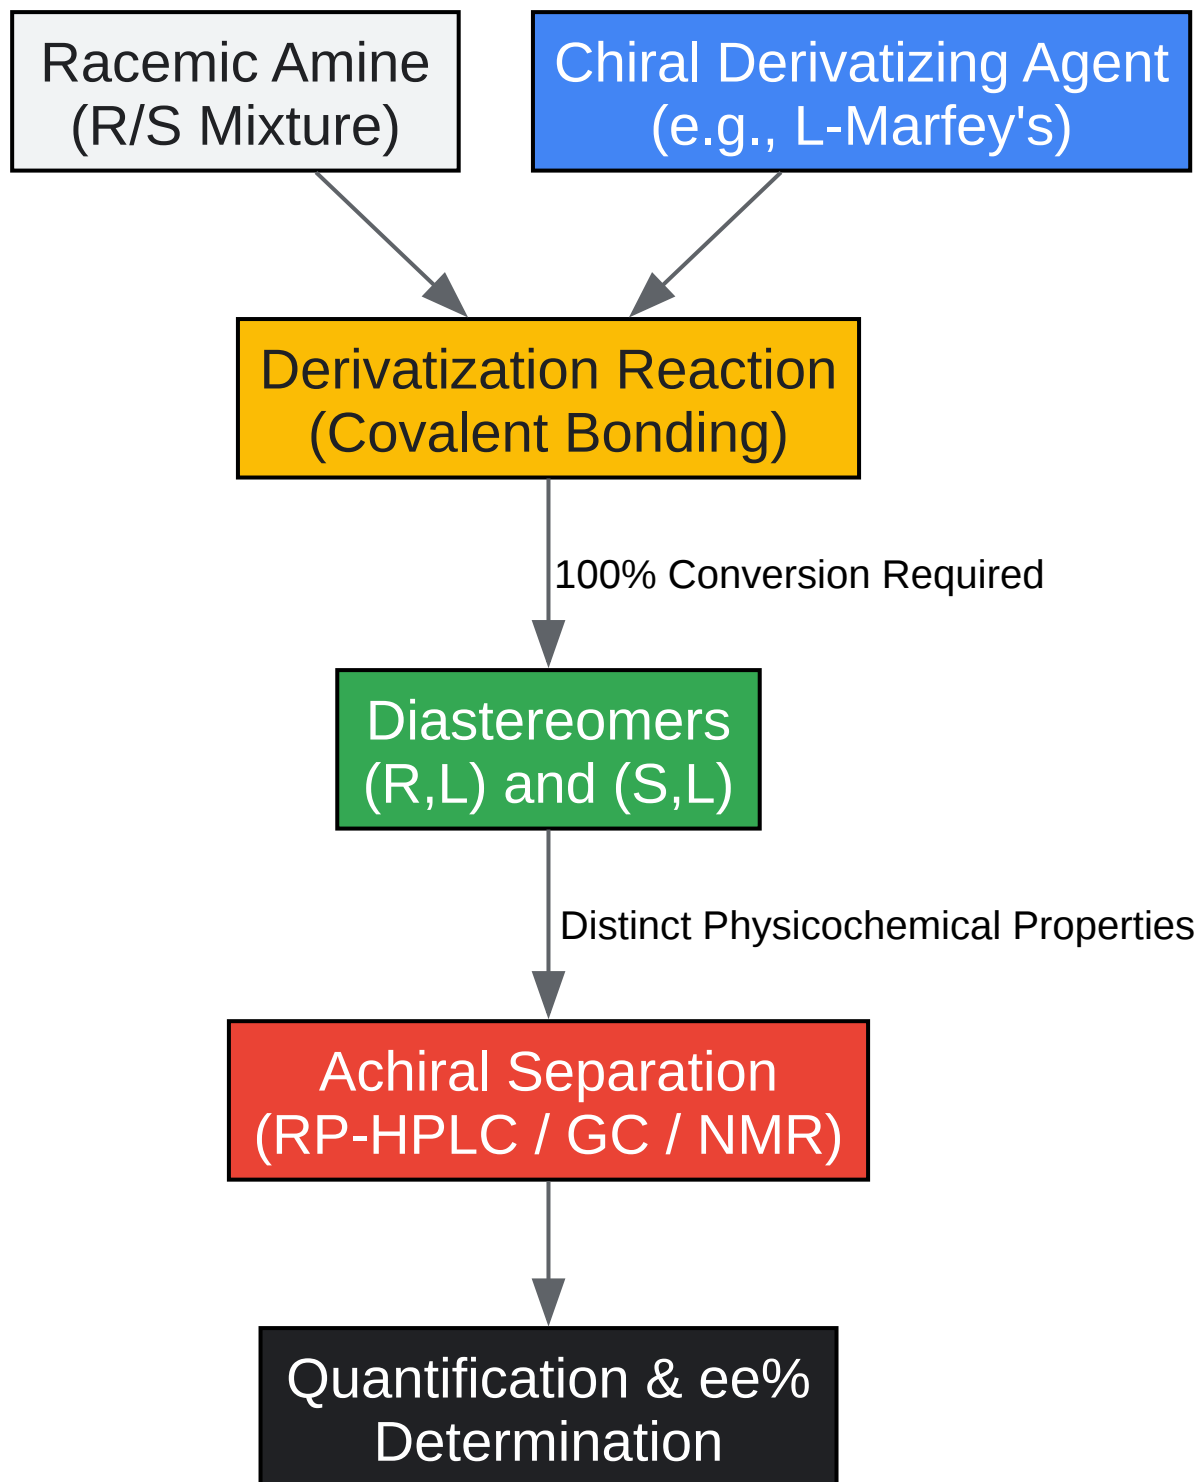 Racemic Amine
(R/S Mixture)
Chiral Derivatizing Agent
(e.g., L-Marfey's)
Derivatization Reaction
(Covalent Bonding)
100% Conversion Required
Diastereomers
(R,L) and (S,L)
Distinct Physicochemical Properties
Achiral Separation
(RP-HPLC / GC / NMR)
Quantification & ee%
Determination